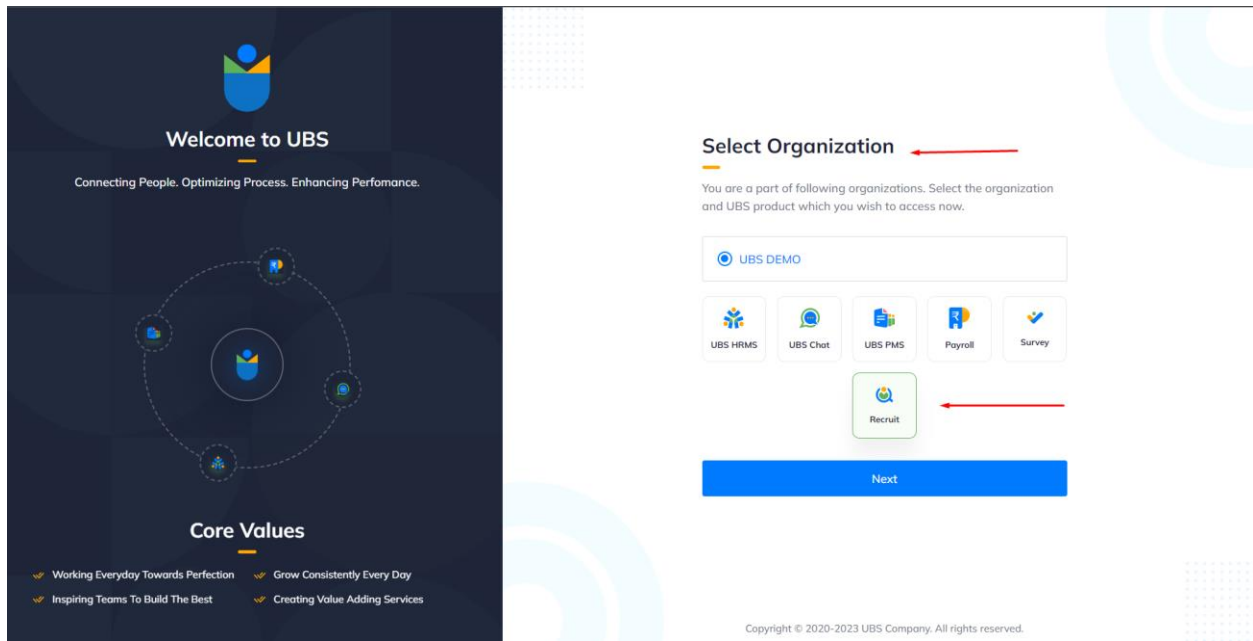 Welcome to UBS
Connecting People. Optimizing Process. Enhancing Perfomance.
Core Values
Working Everyday Towards Perfection
Grow Consistently Every Day
Inspiring Teams To Build The Best
Creating Value Adding Services
Select Organization
You are a part of following organizations. Select the organization
and UBS product which you wish to access now.
UBS DEMO
UBS HRMS
UBS Chat
UBS PMS
Payroll
Survey
Recruit
Next
Copyright © 2020-2023 UBS Company. All rights reserved.